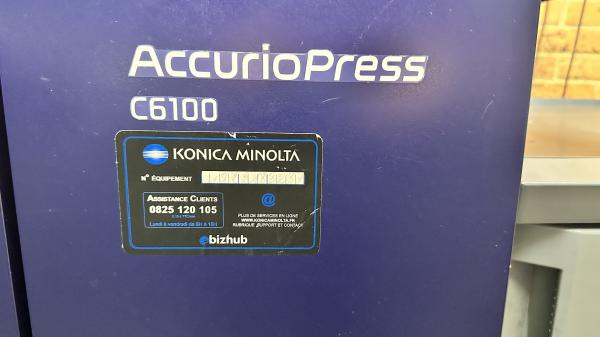 AccurioPress
C6100
KONICA MINOLTA
N° ÉQUIPEMENT
ASSISTANCE CLIENTS
0825 120 105
Lundi à vendredi de 8H à 18H
@
PLUS DE SERVICES EN LIGNE
WWW.KONICAMINOLTA.FR
RUBRIQUE SUPPORT ET CONTACT
bizhub